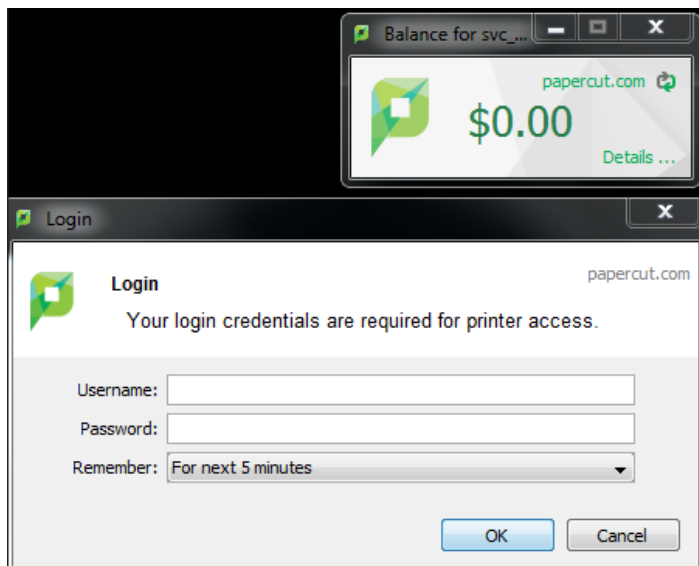 Balance for svc_...
papercut.com
$0.00
Details ...
Login
papercut.com
Login
Your login credentials are required for printer access.
Username:
Password:
Remember: For next 5 minutes
OK Cancel